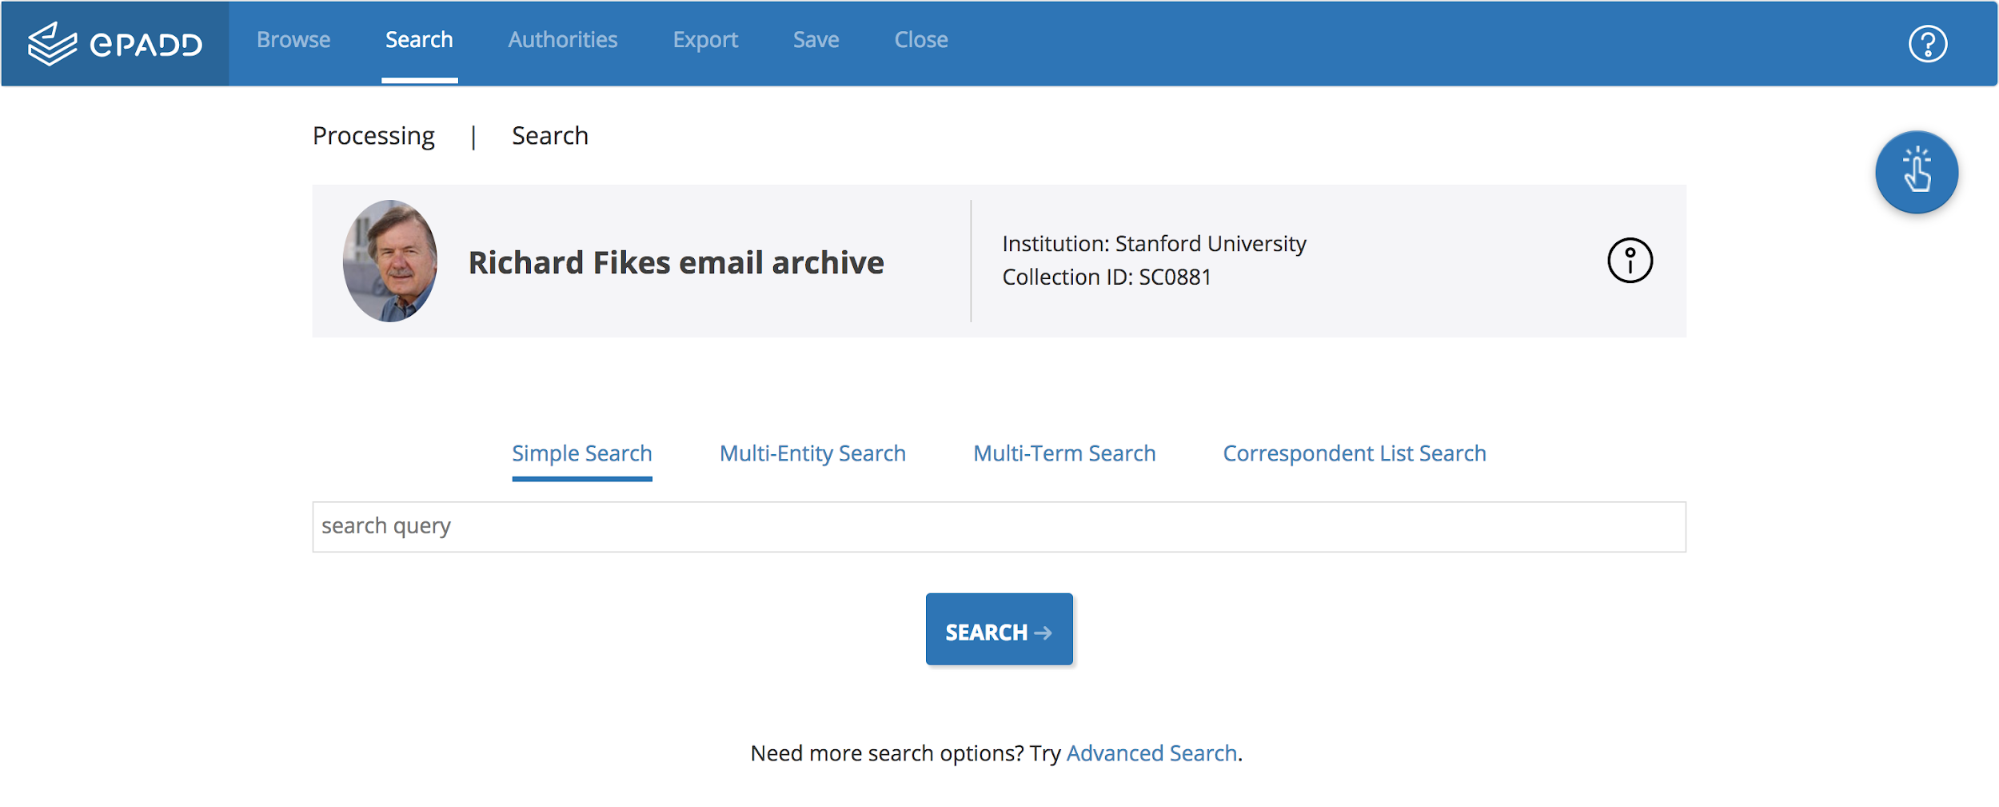 ePADD Browse Search Authorities Export Save Close ?
Processing | Search
Richard Fikes email archive
Institution: Stanford University
Collection ID: SC0881
Simple Search Multi-Entity Search Multi-Term Search Correspondent List Search
search query
SEARCH →
Need more search options? Try Advanced Search.